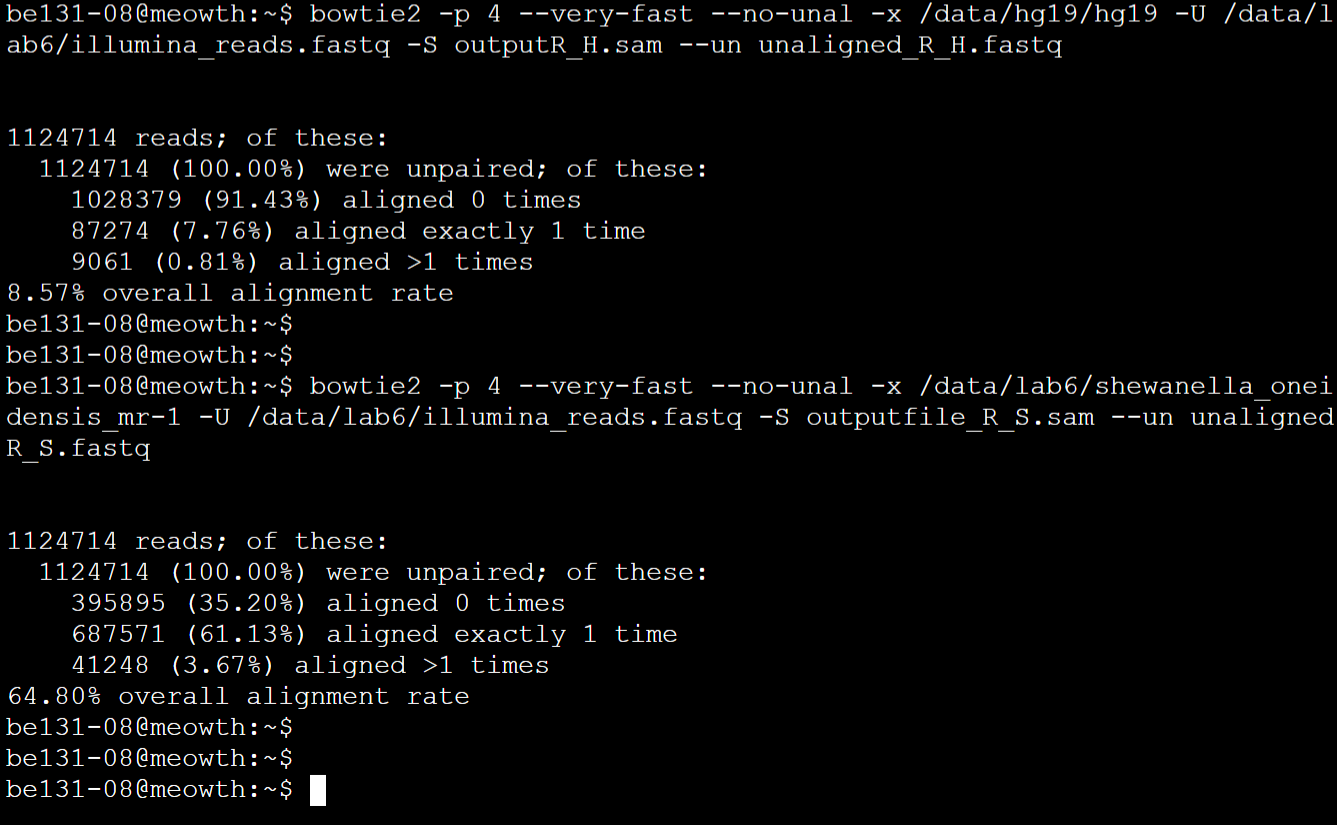 be131-08@meowth:~$ bowtie2 -p 4 --very-fast --no-unal -x /data/hg19/hg19 -U /data/l
ab6/illumina_reads.fastq -S outputR_H.sam --un unaligned_R_H.fastq
1124714 reads; of these:
  1124714 (100.00%) were unpaired; of these:
    1028379 (91.43%) aligned 0 times
    87274 (7.76%) aligned exactly 1 time
    9061 (0.81%) aligned >1 times
8.57% overall alignment rate
be131-08@meowth:~$
be131-08@meowth:~$
be131-08@meowth:~$ bowtie2 -p 4 --very-fast --no-unal -x /data/lab6/shewanella_onei
densis_mr-1 -U /data/lab6/illumina_reads.fastq -S outputfile_R_S.sam --un unaligned
R_S.fastq
1124714 reads; of these:
  1124714 (100.00%) were unpaired; of these:
    395895 (35.20%) aligned 0 times
    687571 (61.13%) aligned exactly 1 time
    41248 (3.67%) aligned >1 times
64.80% overall alignment rate
be131-08@meowth:~$
be131-08@meowth:~$
be131-08@meowth:~$